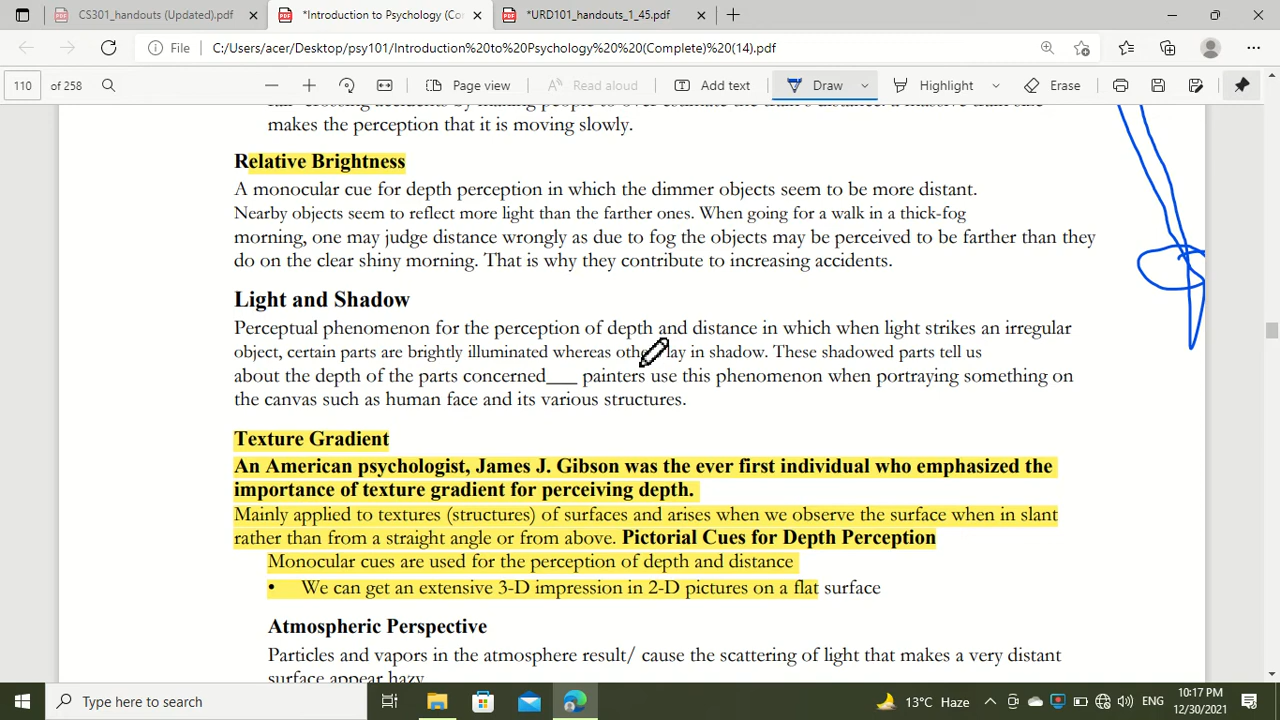 CS301_handouts (Updated).pdf
*Introduction to Psychology (Co
*URD101_handouts_1_45.pdf
File
C:/Users/acer/Desktop/psy101/Introduction%20to%20Psychology%20%20(Complete)%20(14).pdf
110 of 258
Page view
Read aloud
Add text
Draw
Highlight
Erase
makes the perception that it is moving slowly.
Relative Brightness
A monocular cue for depth perception in which the dimmer objects seem to be more distant.
Nearby objects seem to reflect more light than the farther ones. When going for a walk in a thick-fog
morning, one may judge distance wrongly as due to fog the objects may be perceived to be farther than they
do on the clear shiny morning. That is why they contribute to increasing accidents.
Light and Shadow
Perceptual phenomenon for the perception of depth and distance in which when light strikes an irregular
object, certain parts are brightly illuminated whereas in shadow. These shadowed parts tell us
about the depth of the parts concerned___ painters use this phenomenon when portraying something on
the canvas such as human face and its various structures.
Texture Gradient
An American psychologist, James J. Gibson was the ever first individual who emphasized the
importance of texture gradient for perceiving depth.
Mainly applied to textures (structures) of surfaces and arises when we observe the surface when in slant
rather than from a straight angle or from above. Pictorial Cues for Depth Perception
Monocular cues are used for the perception of depth and distance
• We can get an extensive 3-D impression in 2-D pictures on a flat surface
Atmospheric Perspective
Particles and vapors in the atmosphere result/ cause the scattering of light that makes a very distant
surface appear hazy
Type here to search
13°C Haze
ENG
10:17 PM
12/30/2021